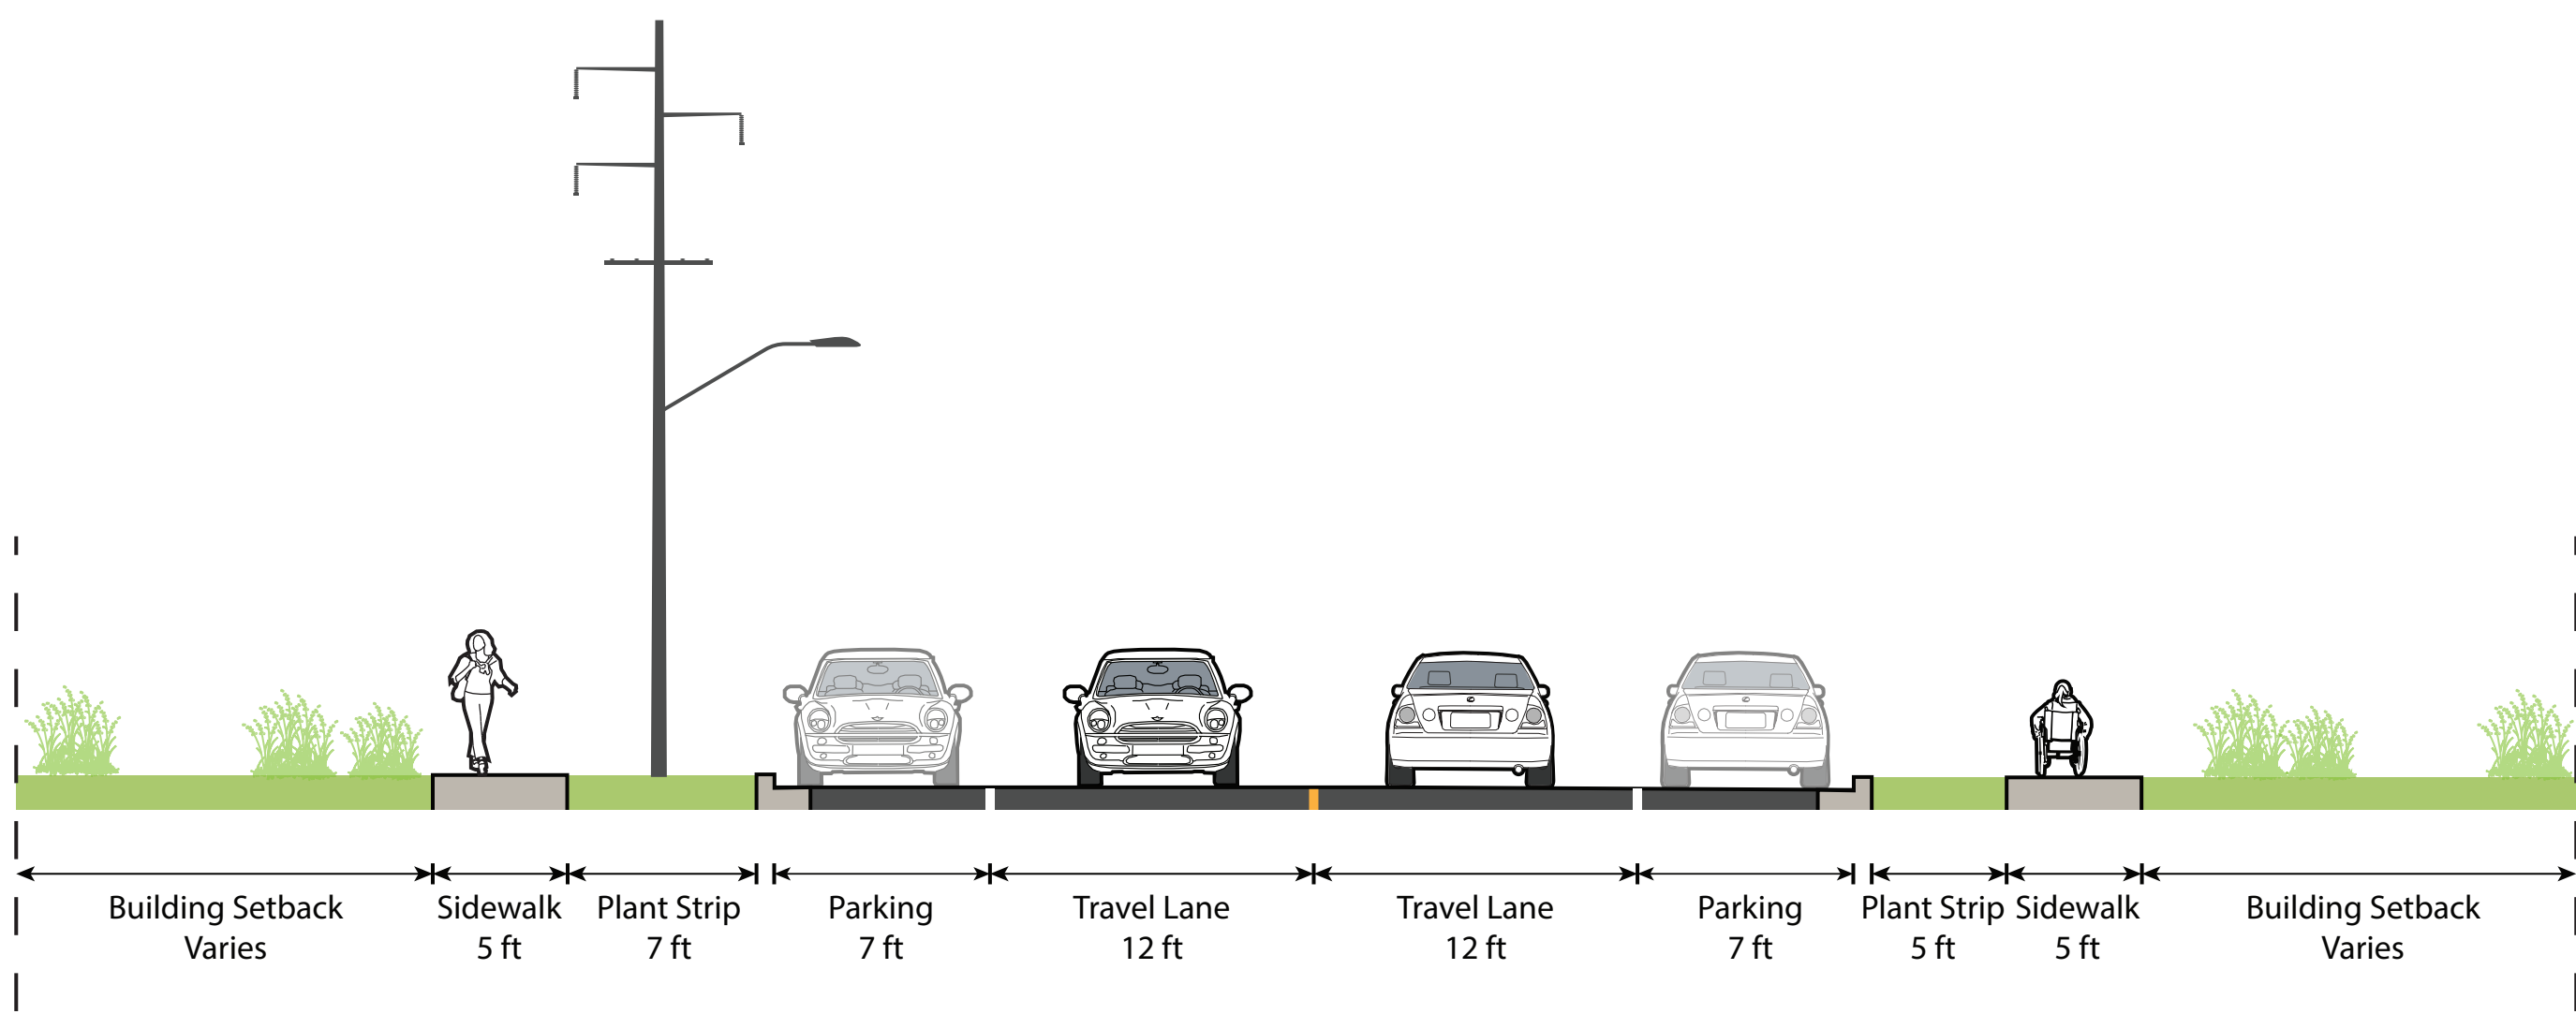 Building Setback
Varies
Sidewalk
5 ft
Plant Strip
7 ft
Parking
7 ft
Travel Lane
12 ft
Travel Lane
12 ft
Parking
7 ft
Plant Strip
5 ft
Sidewalk
5 ft
Building Setback
Varies